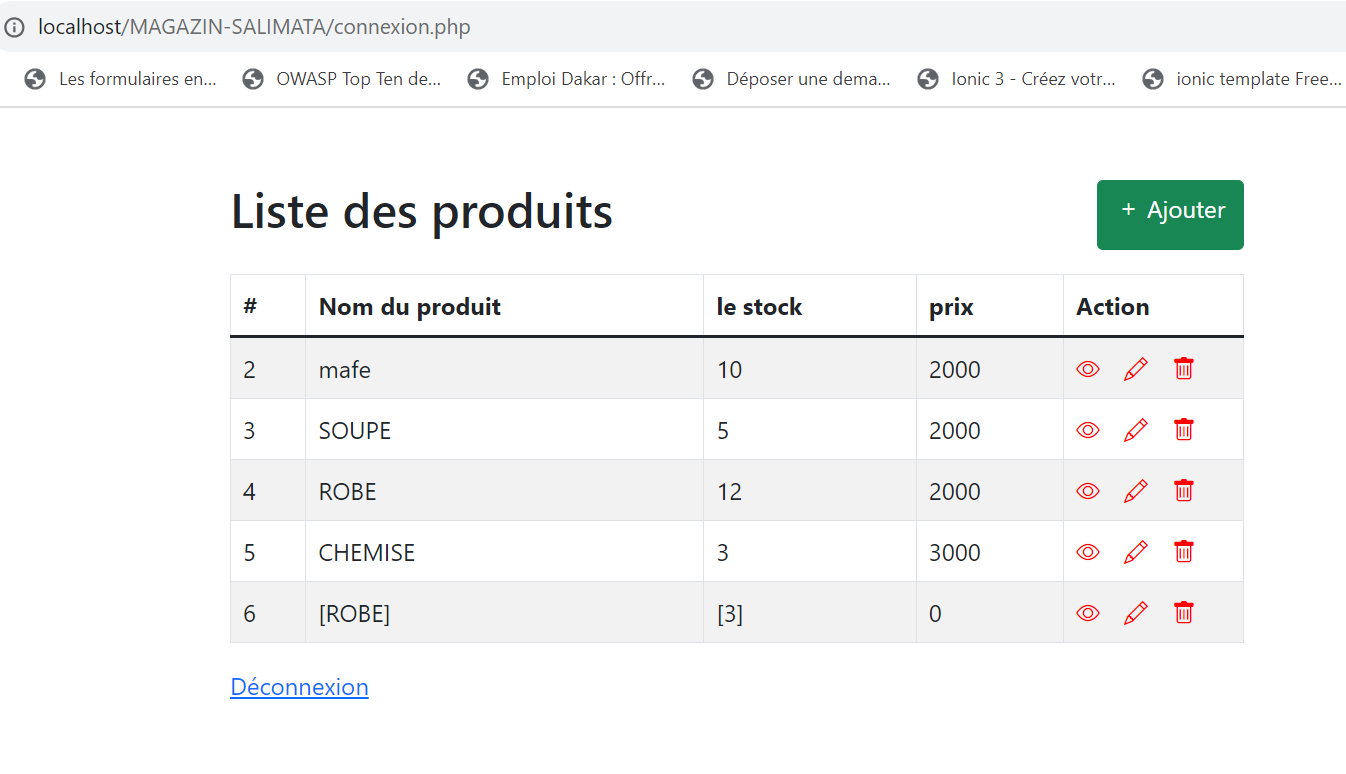 localhost/MAGAZIN-SALIMATA/connexion.php
Les formulaires en... OWASP Top Ten de... Emploi Dakar : Offr... Déposer une dema... Ionic 3 - Créez votr... ionic template Free...
Liste des produits
+ Ajouter
# Nom du produit le stock prix Action
2 mafe 10 2000
3 SOUPE 5 2000
4 ROBE 12 2000
5 CHEMISE 3 3000
6 [ROBE] [3] 0
Déconnexion